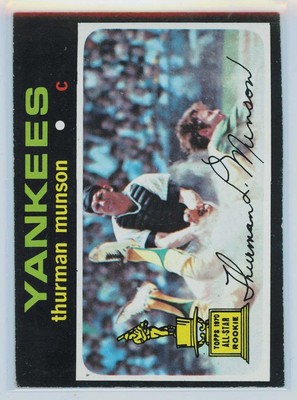 YANKEES
thurman munson • c
Thurman L. Munson
TOPPS 1970
ALL-STAR
ROOKIE